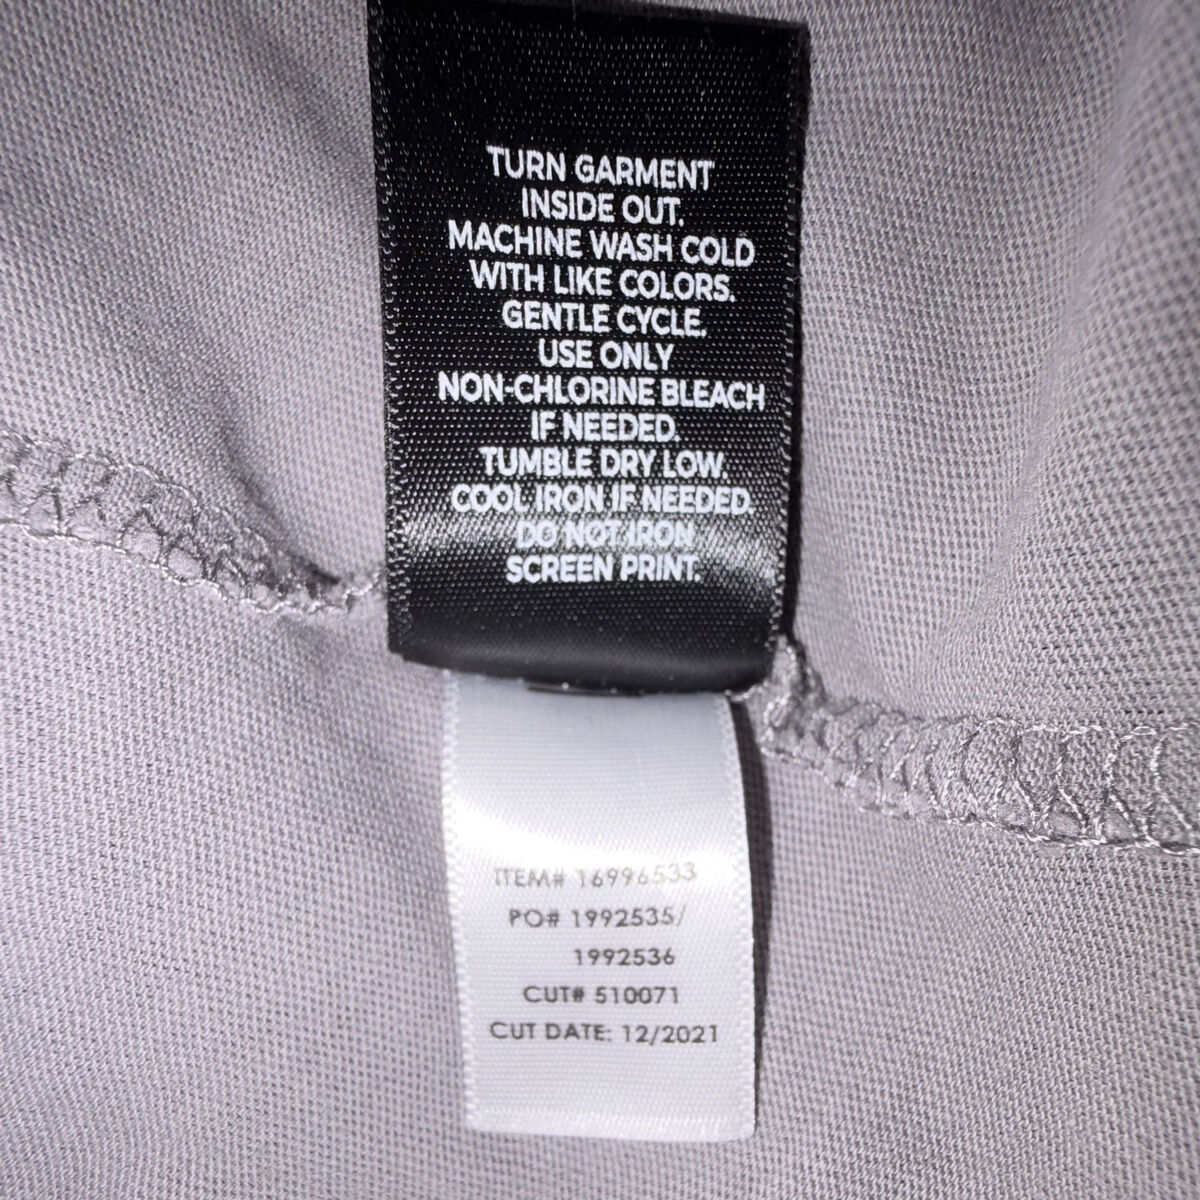 TURN GARMENT
INSIDE OUT.
MACHINE WASH COLD
WITH LIKE COLORS.
GENTLE CYCLE.
USE ONLY
NON-CHLORINE BLEACH
IF NEEDED.
TUMBLE DRY LOW.
COOL IRON IF NEEDED.
DO NOT IRON
SCREEN PRINT.
ITEM# 16996533
PO# 1992535/
1992536
CUT# 510071
CUT DATE: 12/2021